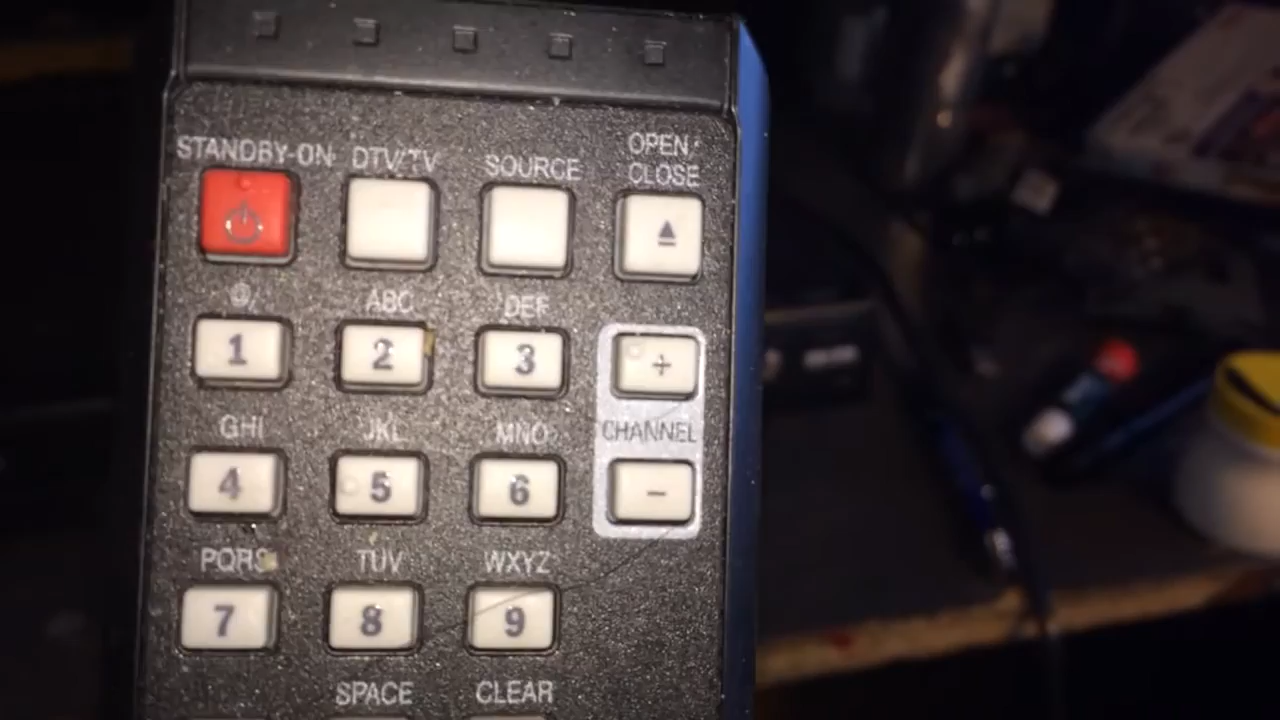 STANDBY-ON DTV/TV SOURCE OPEN/
CLOSE
@/. ABC DEF
1 2 3 +
GHI JKL MNO CHANNEL
4 5 6 −
PQRS TUV WXYZ
7 8 9
SPACE CLEAR